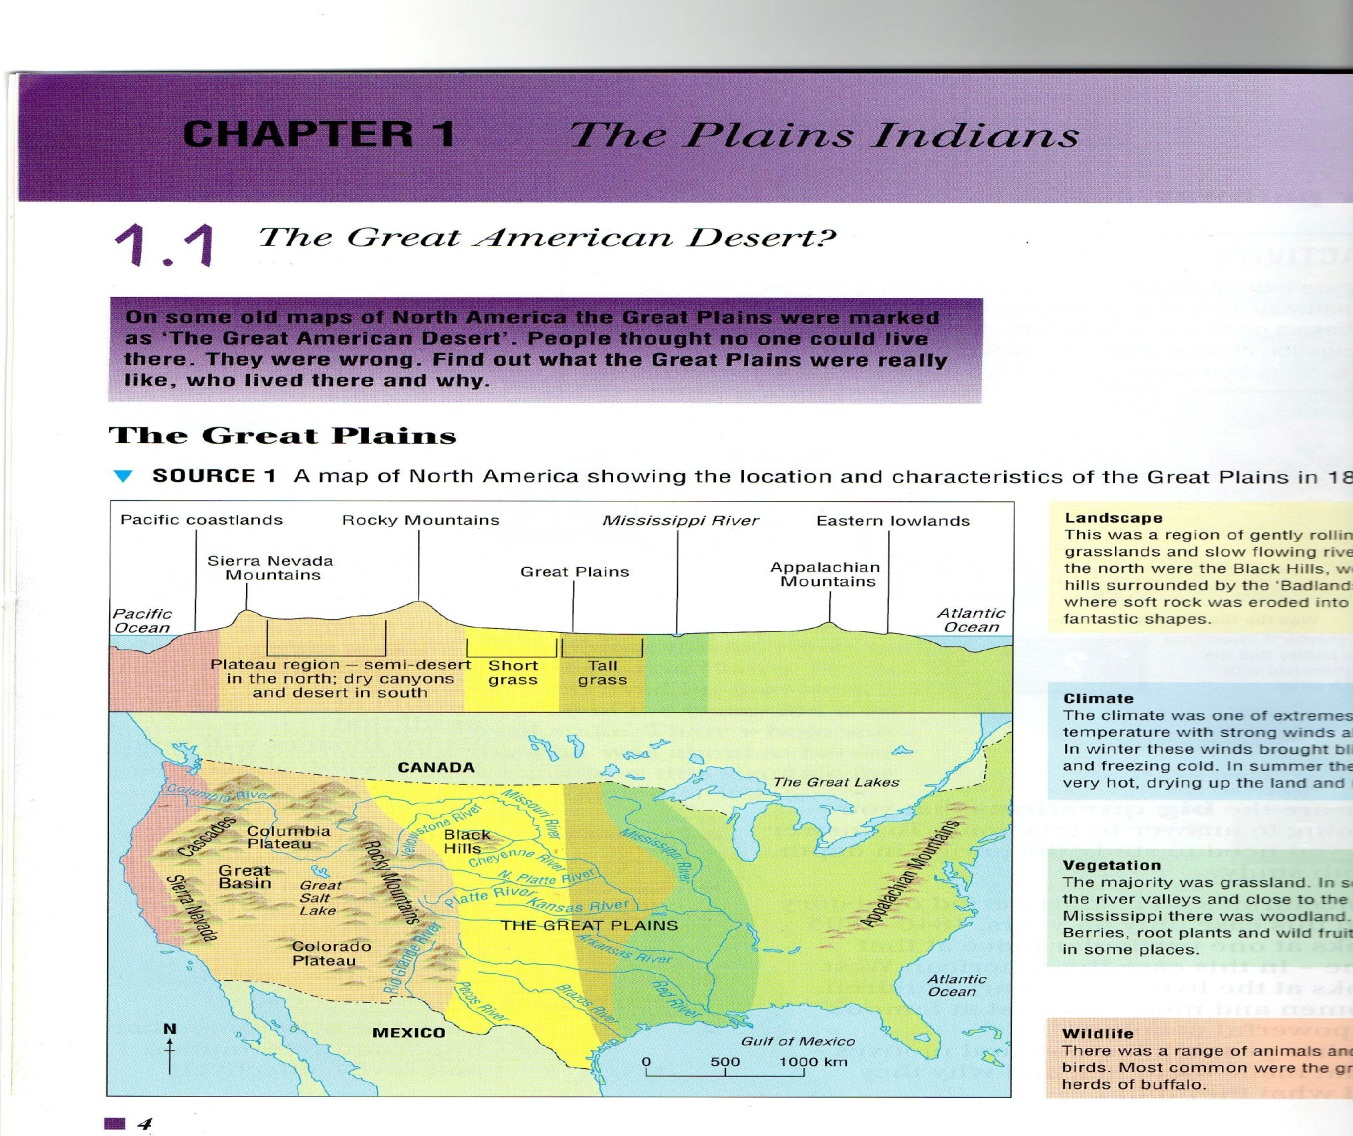 CHAPTER 1 The Plains Indians
1.1 The Great American Desert?
On some old maps of North America the Great Plains were marked
as ‘The Great American Desert’. People thought no one could live
there. They were wrong. Find out what the Great Plains were really
like, who lived there and why.
The Great Plains
SOURCE 1 A map of North America showing the location and characteristics of the Great Plains in 18
Pacific coastlands
Rocky Mountains
Mississippi River
Eastern lowlands
Sierra Nevada
Mountains
Great Plains
Appalachian
Mountains
Pacific
Ocean
Atlantic
Ocean
Plateau region – semi-desert
in the north; dry canyons
and desert in south
Short
grass
Tall
grass
CANADA
The Great Lakes
Columbia River
Cascades
Columbia
Plateau
Yellowstone River
Missouri River
Black
Hills
Cheyenne River
Mississippi River
Great
Basin
Great
Salt
Lake
Rocky Mountains
N. Platte River
Platte River
Kansas River
Sierra Nevada
THE GREAT PLAINS
Appalachian Mountains
Colorado
Plateau
Rio Grande River
Arkansas River
Pecos River
Brazos River
Red River
Atlantic
Ocean
N
MEXICO
Gulf of Mexico
0 500 1000 km
Landscape
This was a region of gently rollin
grasslands and slow flowing rive
the north were the Black Hills, w
hills surrounded by the ‘Badland
where soft rock was eroded into
fantastic shapes.
Climate
The climate was one of extremes
temperature with strong winds a
In winter these winds brought bli
and freezing cold. In summer the
very hot, drying up the land and
Vegetation
The majority was grassland. In s
the river valleys and close to the
Mississippi there was woodland.
Berries, root plants and wild fruit
in some places.
Wildlife
There was a range of animals and
birds. Most common were the gr
herds of buffalo.
4